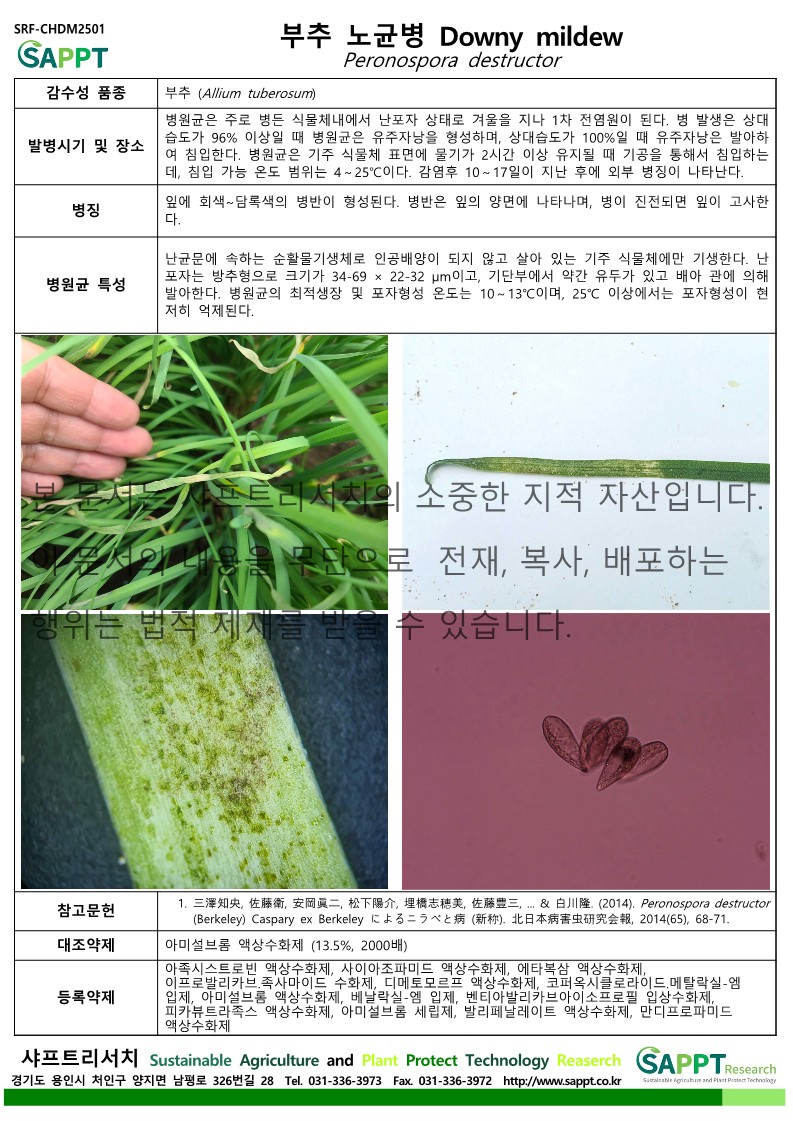 SRF-CHDM2501
SAPPT
부추 노균병 Downy mildew
Peronospora destructor
감수성 품종
부추 (Allium tuberosum)
발병시기 및 장소
병원균은 주로 병든 식물체내에서 난포자 상태로 겨울을 지나 1차 전염원이 된다. 병 발생은 상대
습도가 96% 이상일 때 병원균은 유주자낭을 형성하며, 상대습도가 100%일 때 유주자낭은 발아하
여 침입한다. 병원균은 기주 식물체 표면에 물기가 2시간 이상 유지될 때 기공을 통해서 침입하는
데, 침입 가능 온도 범위는 4~25℃이다. 감염후 10~17일이 지난 후에 외부 병징이 나타난다.
병징
잎에 회색~담록색의 병반이 형성된다. 병반은 잎의 양면에 나타나며, 병이 진전되면 잎이 고사한
다.
병원균 특성
난균문에 속하는 순활물기생체로 인공배양이 되지 않고 살아 있는 기주 식물체에만 기생한다. 난
포자는 방추형으로 크기가 34-69 × 22-32 μm이고, 기단부에서 약간 유두가 있고 배아 관에 의해
발아한다. 병원균의 최적생장 및 포자형성 온도는 10~13℃이며, 25℃ 이상에서는 포자형성이 현
저히 억제된다.
본 문서는 샤프트리서치의 소중한 지적 자산입니다.
이 문서의 내용을 무단으로 전재, 복사, 배포하는
행위는 법적 제재를 받을 수 있습니다.
참고문헌
1. 三澤知央, 佐藤衛, 安岡眞二, 松下陽介, 埋橋志穂美, 佐藤豊三, ... & 白川隆. (2014). Peronospora destructor
(Berkeley) Caspary ex Berkeley によるニラべと病 (新称). 北日本病害虫研究会報, 2014(65), 68-71.
대조약제
아미설브롬 액상수화제 (13.5%, 2000배)
등록약제
아족시스트로빈 액상수화제, 사이아조파미드 액상수화제, 에타복삼 액상수화제,
이프로발리카브.족사마이드 수화제, 디메토모르프 액상수화제, 코퍼옥시클로라이드.메탈락실-엠
입제, 아미설브롬 액상수화제, 베날락실-엠 입제, 벤티아발리카브아이소프로필 입상수화제,
피카뷰트라족스 액상수화제, 아미설브롬 세립제, 발리페날레이트 액상수화제, 만디프로파미드
액상수화제
샤프트리서치 Sustainable Agriculture and Plant Protect Technology Reaserch
경기도 용인시 처인구 양지면 남평로 326번길 28 Tel. 031-336-3973 Fax. 031-336-3972 http://www.sappt.co.kr
SAPPT Research
Sustainable Agriculture and Plant Protect Technology